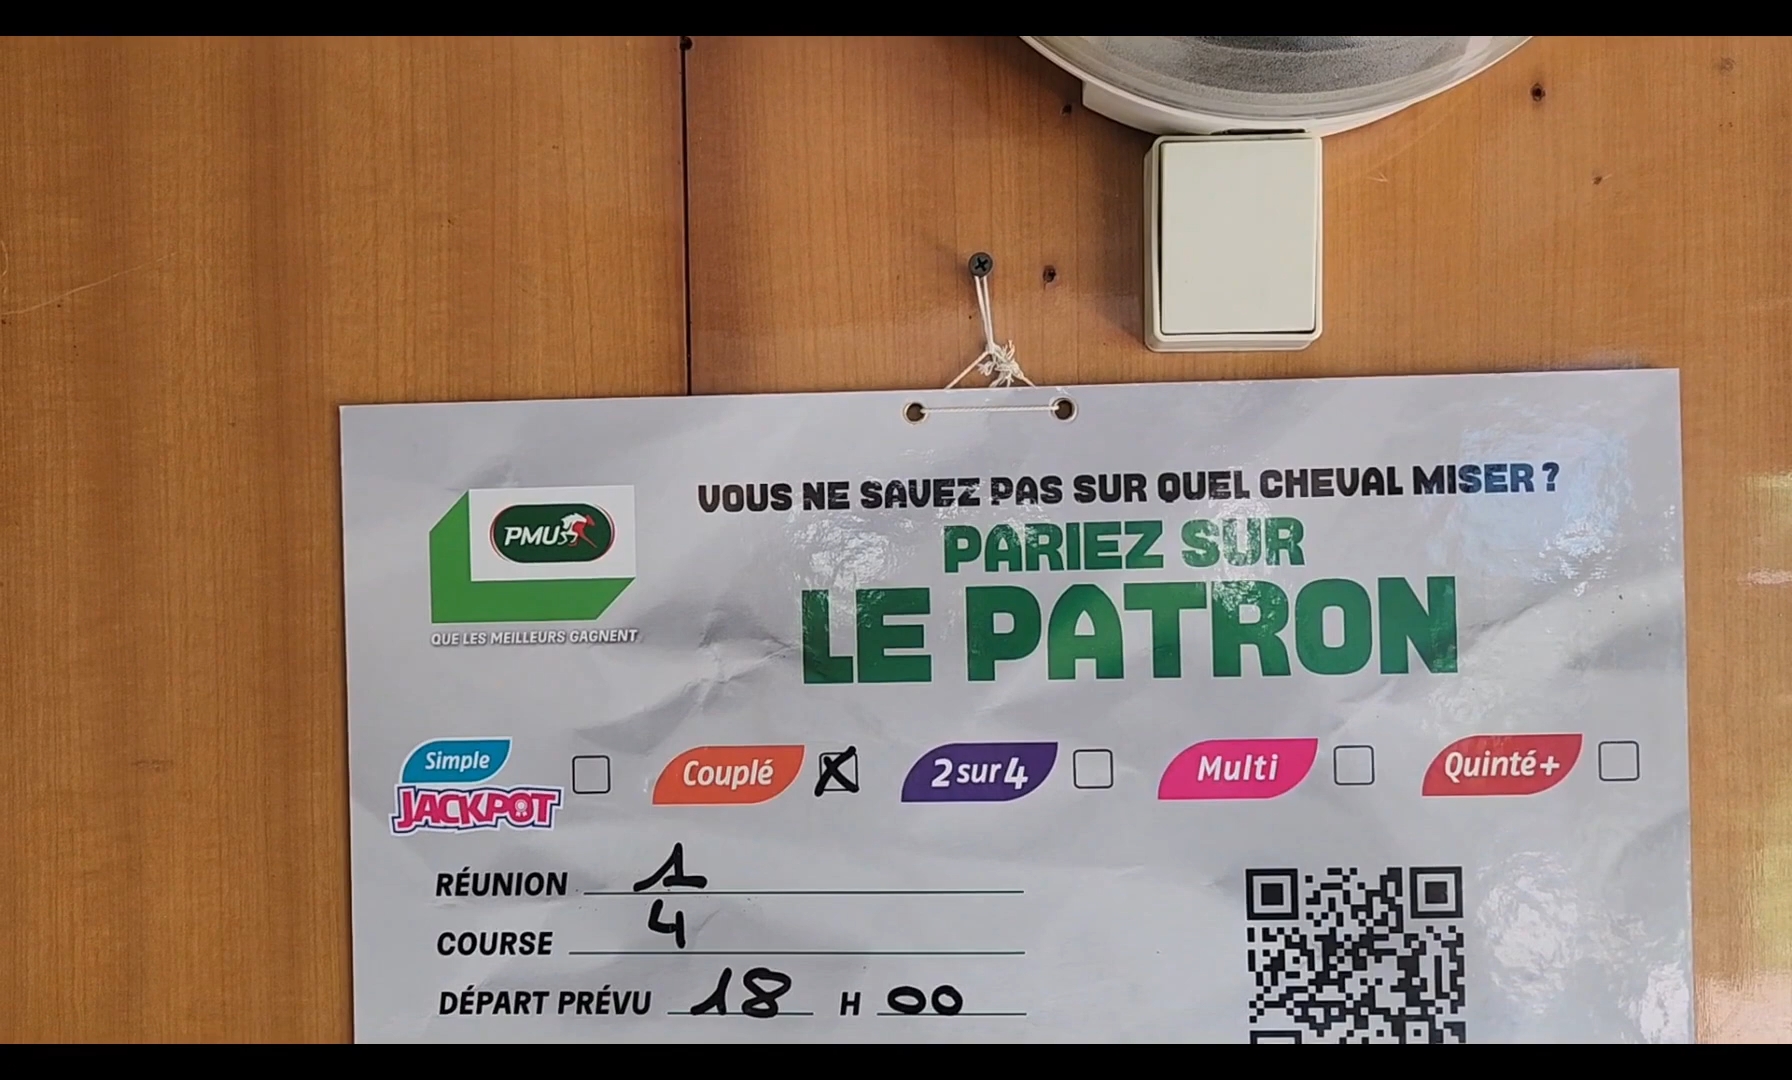 VOUS NE SAVEZ PAS SUR QUEL CHEVAL MISER ?
PARIEZ SUR
LE PATRON
PMU
QUE LES MEILLEURS GAGNENT
Simple JACKPOT
Couplé
2 sur 4
Multi
Quinté+
RÉUNION 1
COURSE 4
DÉPART PRÉVU 18 H 00